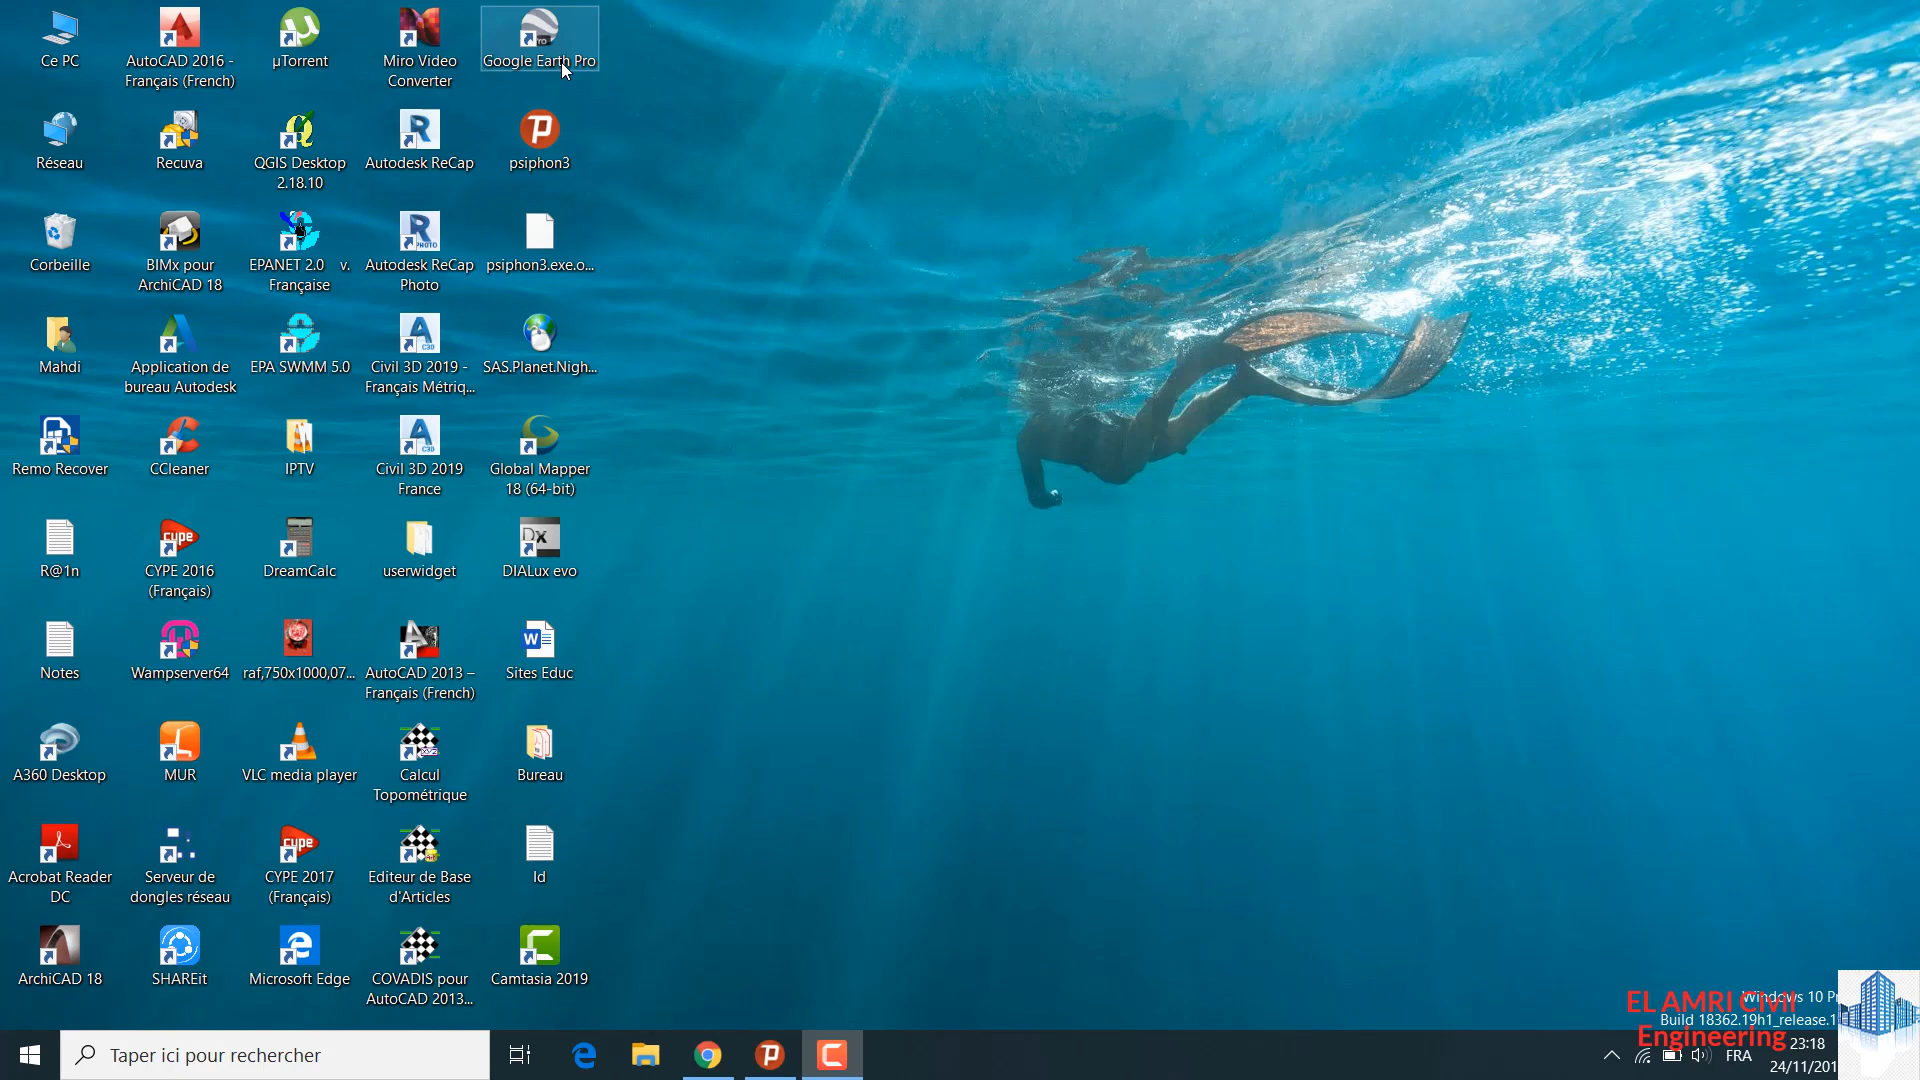 Ce PC
AutoCAD 2016 -
Français (French)
µTorrent
Miro Video
Converter
Google Earth Pro
Réseau
Recuva
QGIS Desktop
2.18.10
Autodesk ReCap
psiphon3
Corbeille
BIMx pour
ArchiCAD 18
EPANET 2.0 v.
Française
Autodesk ReCap
Photo
psiphon3.exe.o...
Mahdi
Application de
bureau Autodesk
EPA SWMM 5.0
Civil 3D 2019 -
Français Métriq...
SAS.Planet.Nigh...
Remo Recover
CCleaner
IPTV
Civil 3D 2019
France
Global Mapper
18 (64-bit)
R@1n
CYPE 2016
(Français)
DreamCalc
userwidget
DIALux evo
Notes
Wampserver64
raf,750x1000,07...
AutoCAD 2013 –
Français (French)
Sites Educ
A360 Desktop
MUR
VLC media player
Calcul
Topométrique
Bureau
Acrobat Reader
DC
Serveur de
dongles réseau
CYPE 2017
(Français)
Editeur de Base
d'Articles
Id
ArchiCAD 18
SHAREit
Microsoft Edge
COVADIS pour
AutoCAD 2013...
Camtasia 2019
Windows 10 Pr
Build 18362.19h1_release.1
EL AMRI CIVIl
Engineering
Taper ici pour rechercher
FRA
23:18
24/11/201